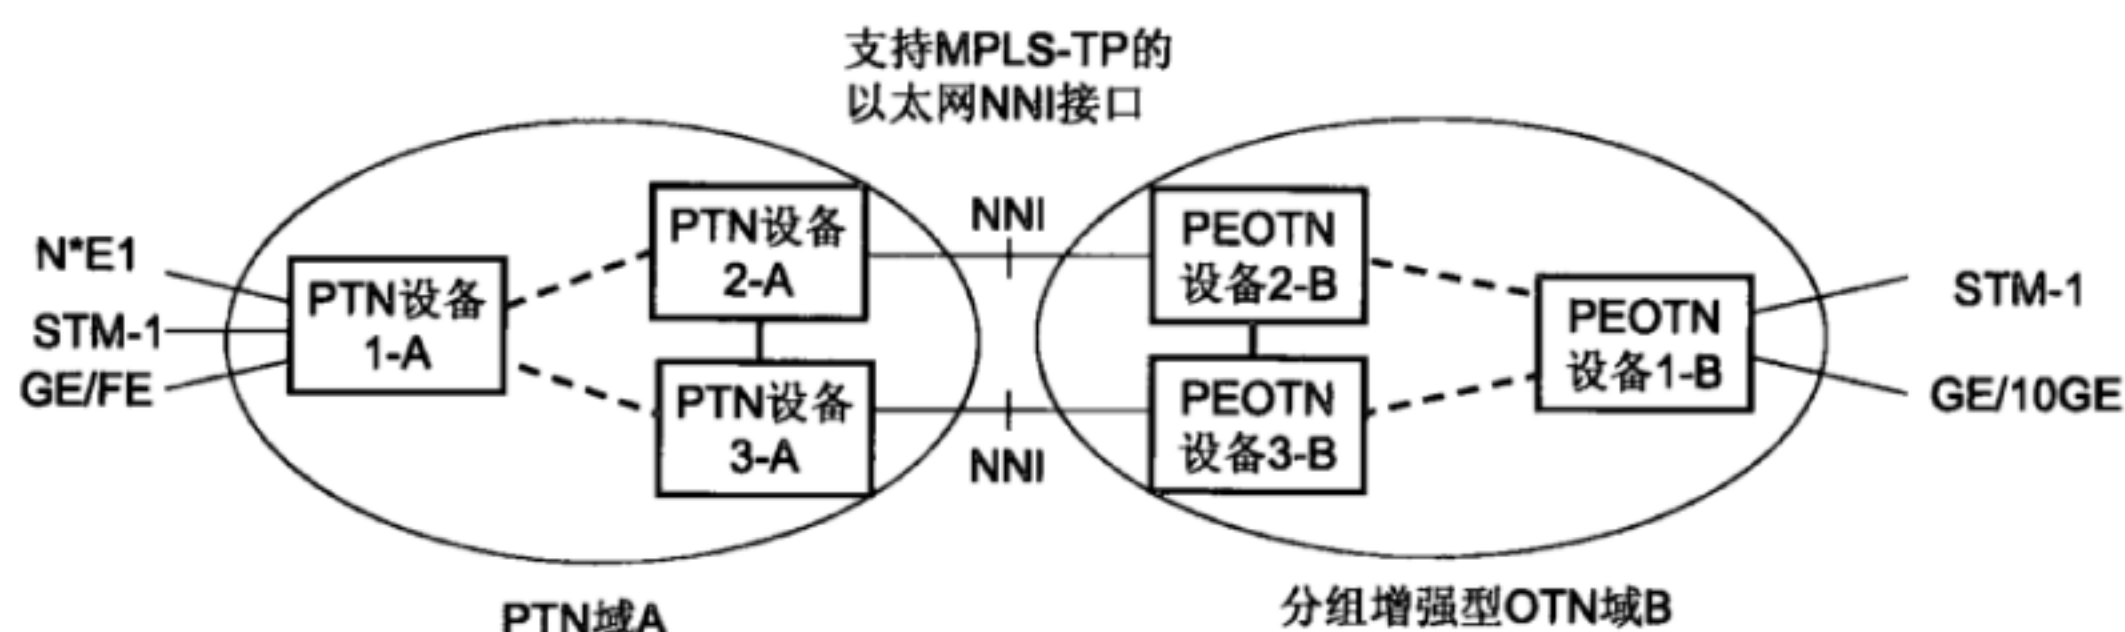 支持MPLS-TP的
以太网NNI接口
N*E1
STM-1
GE/FE
PTN设备
1-A
PTN设备
2-A
PTN设备
3-A
NNI
NNI
PEOTN
设备2-B
PEOTN
设备3-B
PEOTN
设备1-B
STM-1
GE/10GE
PTN域A
分组增强型OTN域B